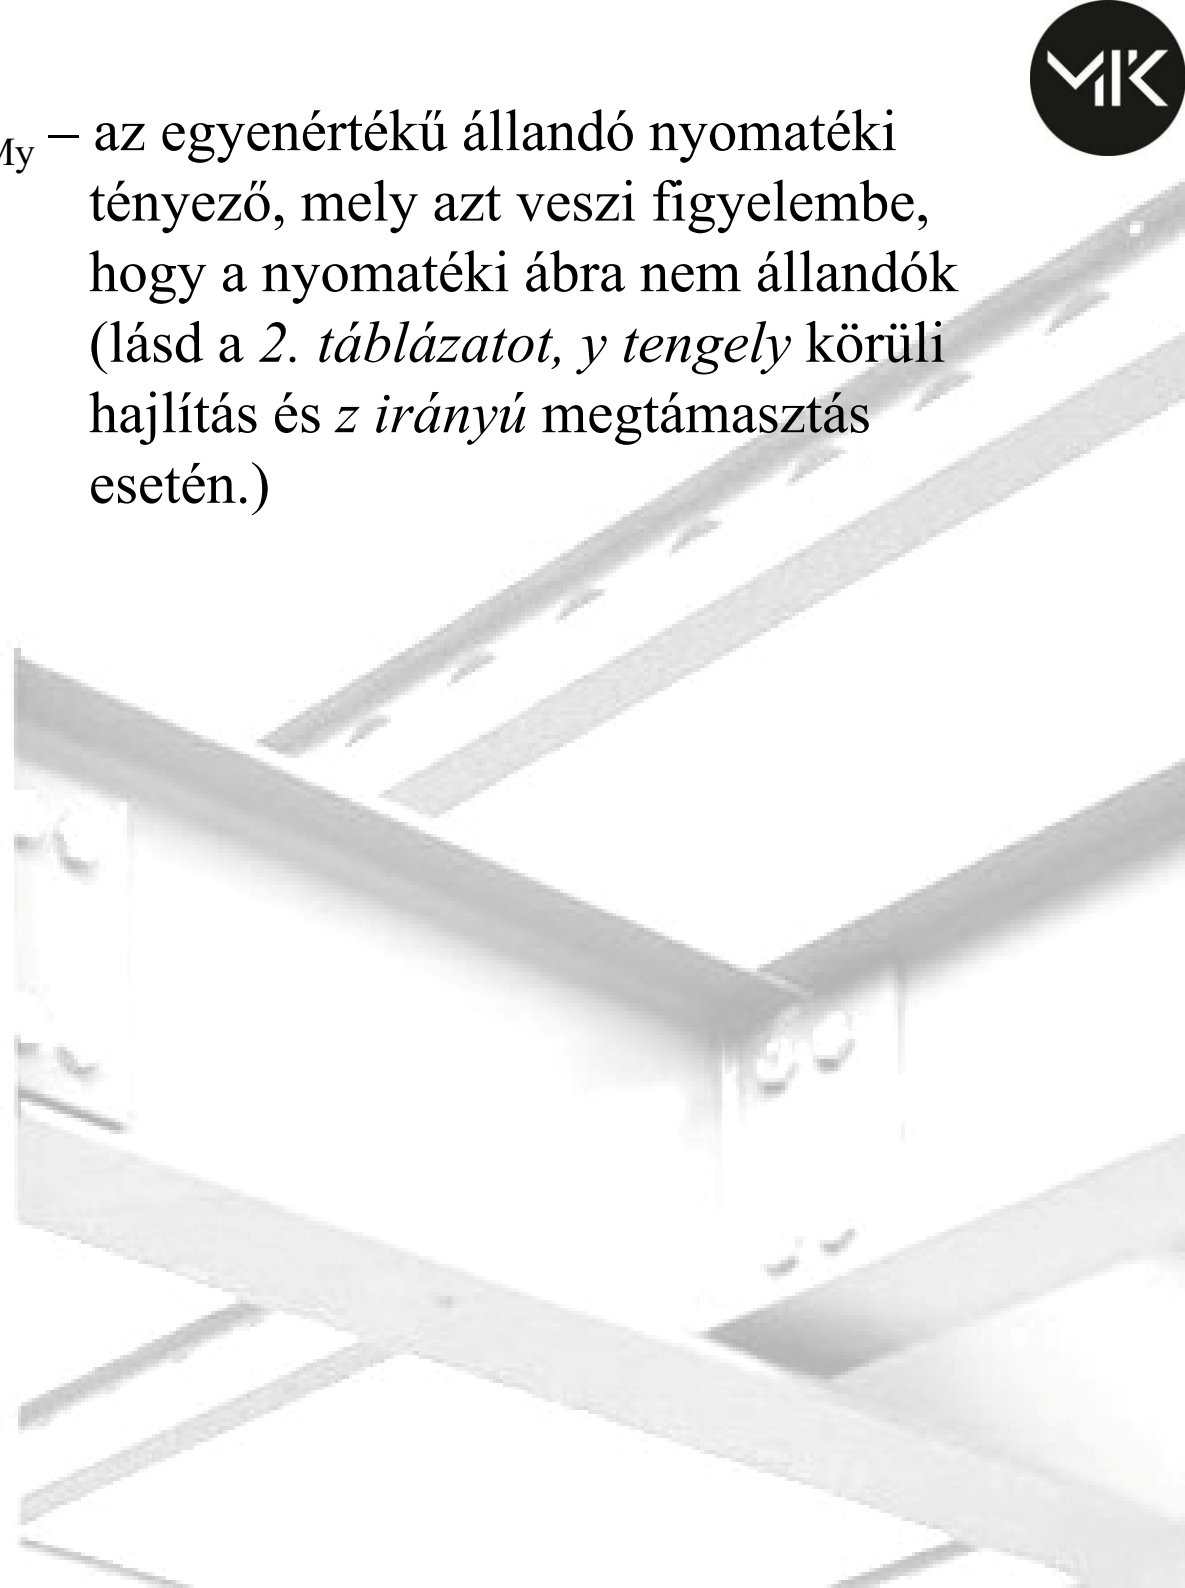 My – az egyenértékű állandó nyomatéki
tényező, mely azt veszi figyelembe,
hogy a nyomatéki ábra nem állandók
(lásd a 2. táblázatot, y tengely körüli
hajlítás és z irányú megtámasztás
esetén.)